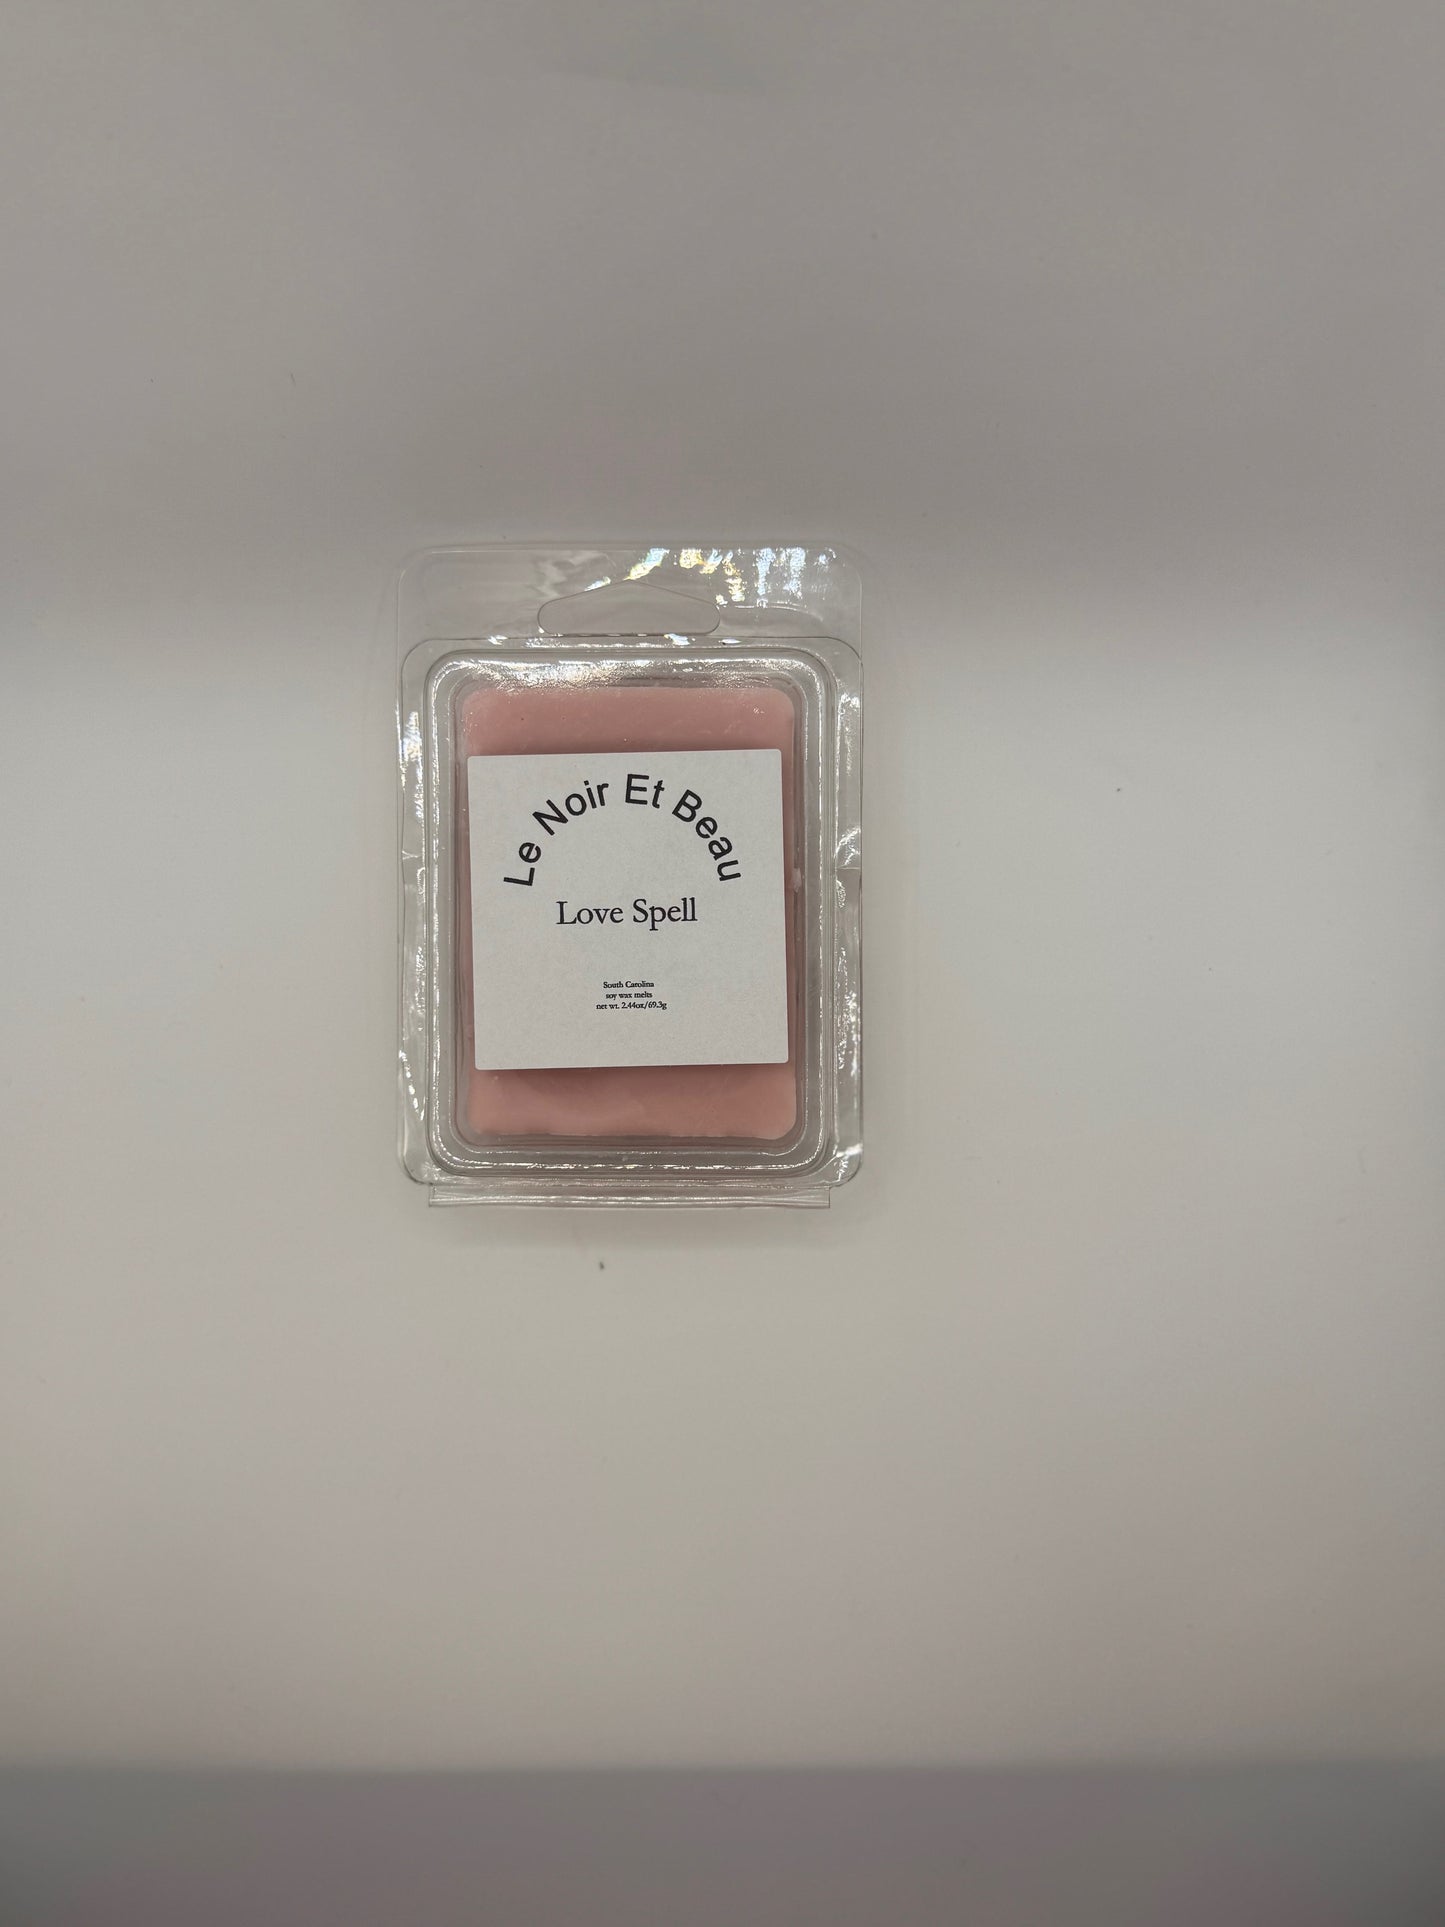 Le Noir Et Beau
Love Spell
South Carolina
soy wax melts
net wt. 2.44oz/69.3g